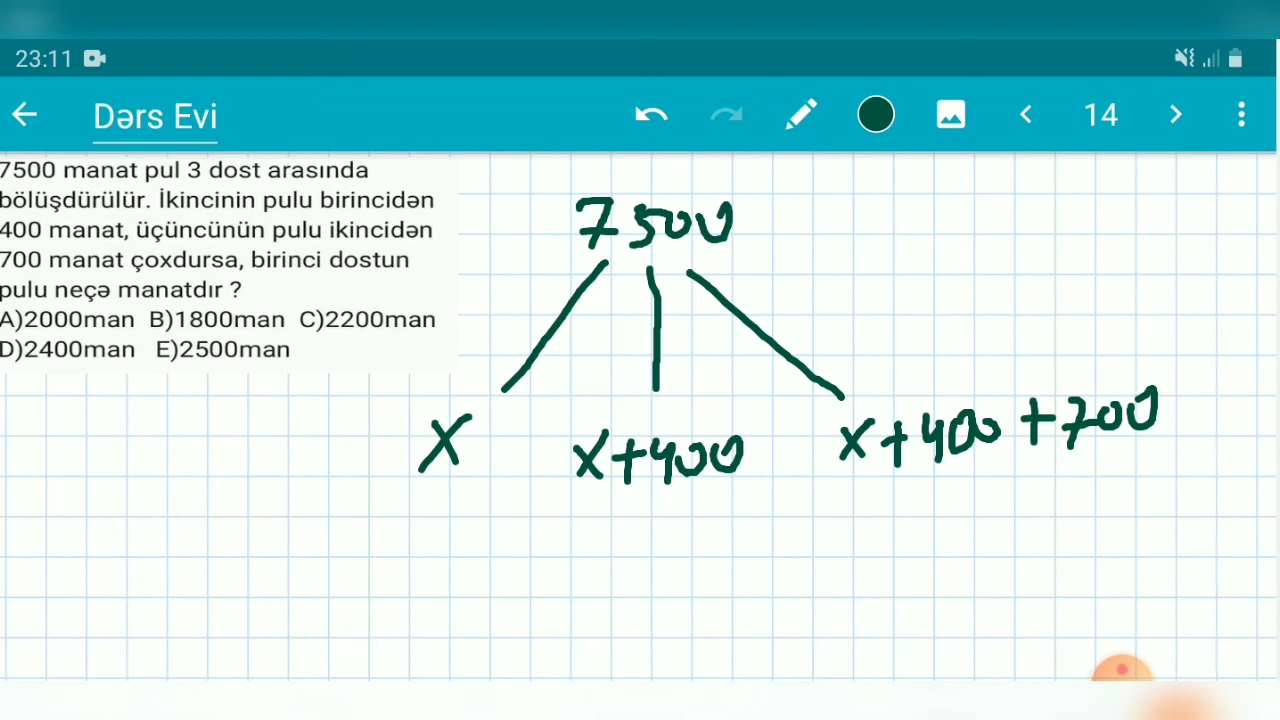 23:11
Dərs Evi
14
7500 manat pul 3 dost arasında
bölüşdürülür. İkincinin pulu birincidən
400 manat, üçüncünün pulu ikincidən
700 manat çoxdursa, birinci dostun
pulu neçə manatdır ?
A)2000man B)1800man C)2200man
D)2400man E)2500man
7500
x x+400 x+400+700